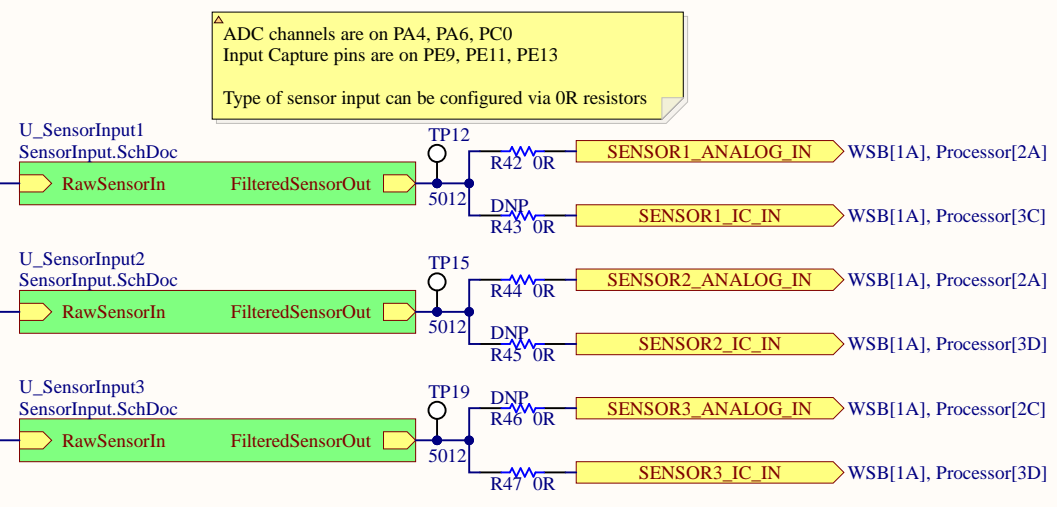 ADC channels are on PA4, PA6, PC0
Input Capture pins are on PE9, PE11, PE13
Type of sensor input can be configured via 0R resistors
U_SensorInput1
SensorInput.SchDoc
RawSensorIn FilteredSensorOut
TP12
5012
R42 0R
SENSOR1_ANALOG_IN
WSB[1A], Processor[2A]
DNP
R43 0R
SENSOR1_IC_IN
WSB[1A], Processor[3C]
U_SensorInput2
SensorInput.SchDoc
RawSensorIn FilteredSensorOut
TP15
5012
R44 0R
SENSOR2_ANALOG_IN
WSB[1A], Processor[2A]
DNP
R45 0R
SENSOR2_IC_IN
WSB[1A], Processor[3D]
U_SensorInput3
SensorInput.SchDoc
RawSensorIn FilteredSensorOut
TP19
5012
DNP
R46 0R
SENSOR3_ANALOG_IN
WSB[1A], Processor[2C]
R47 0R
SENSOR3_IC_IN
WSB[1A], Processor[3D]